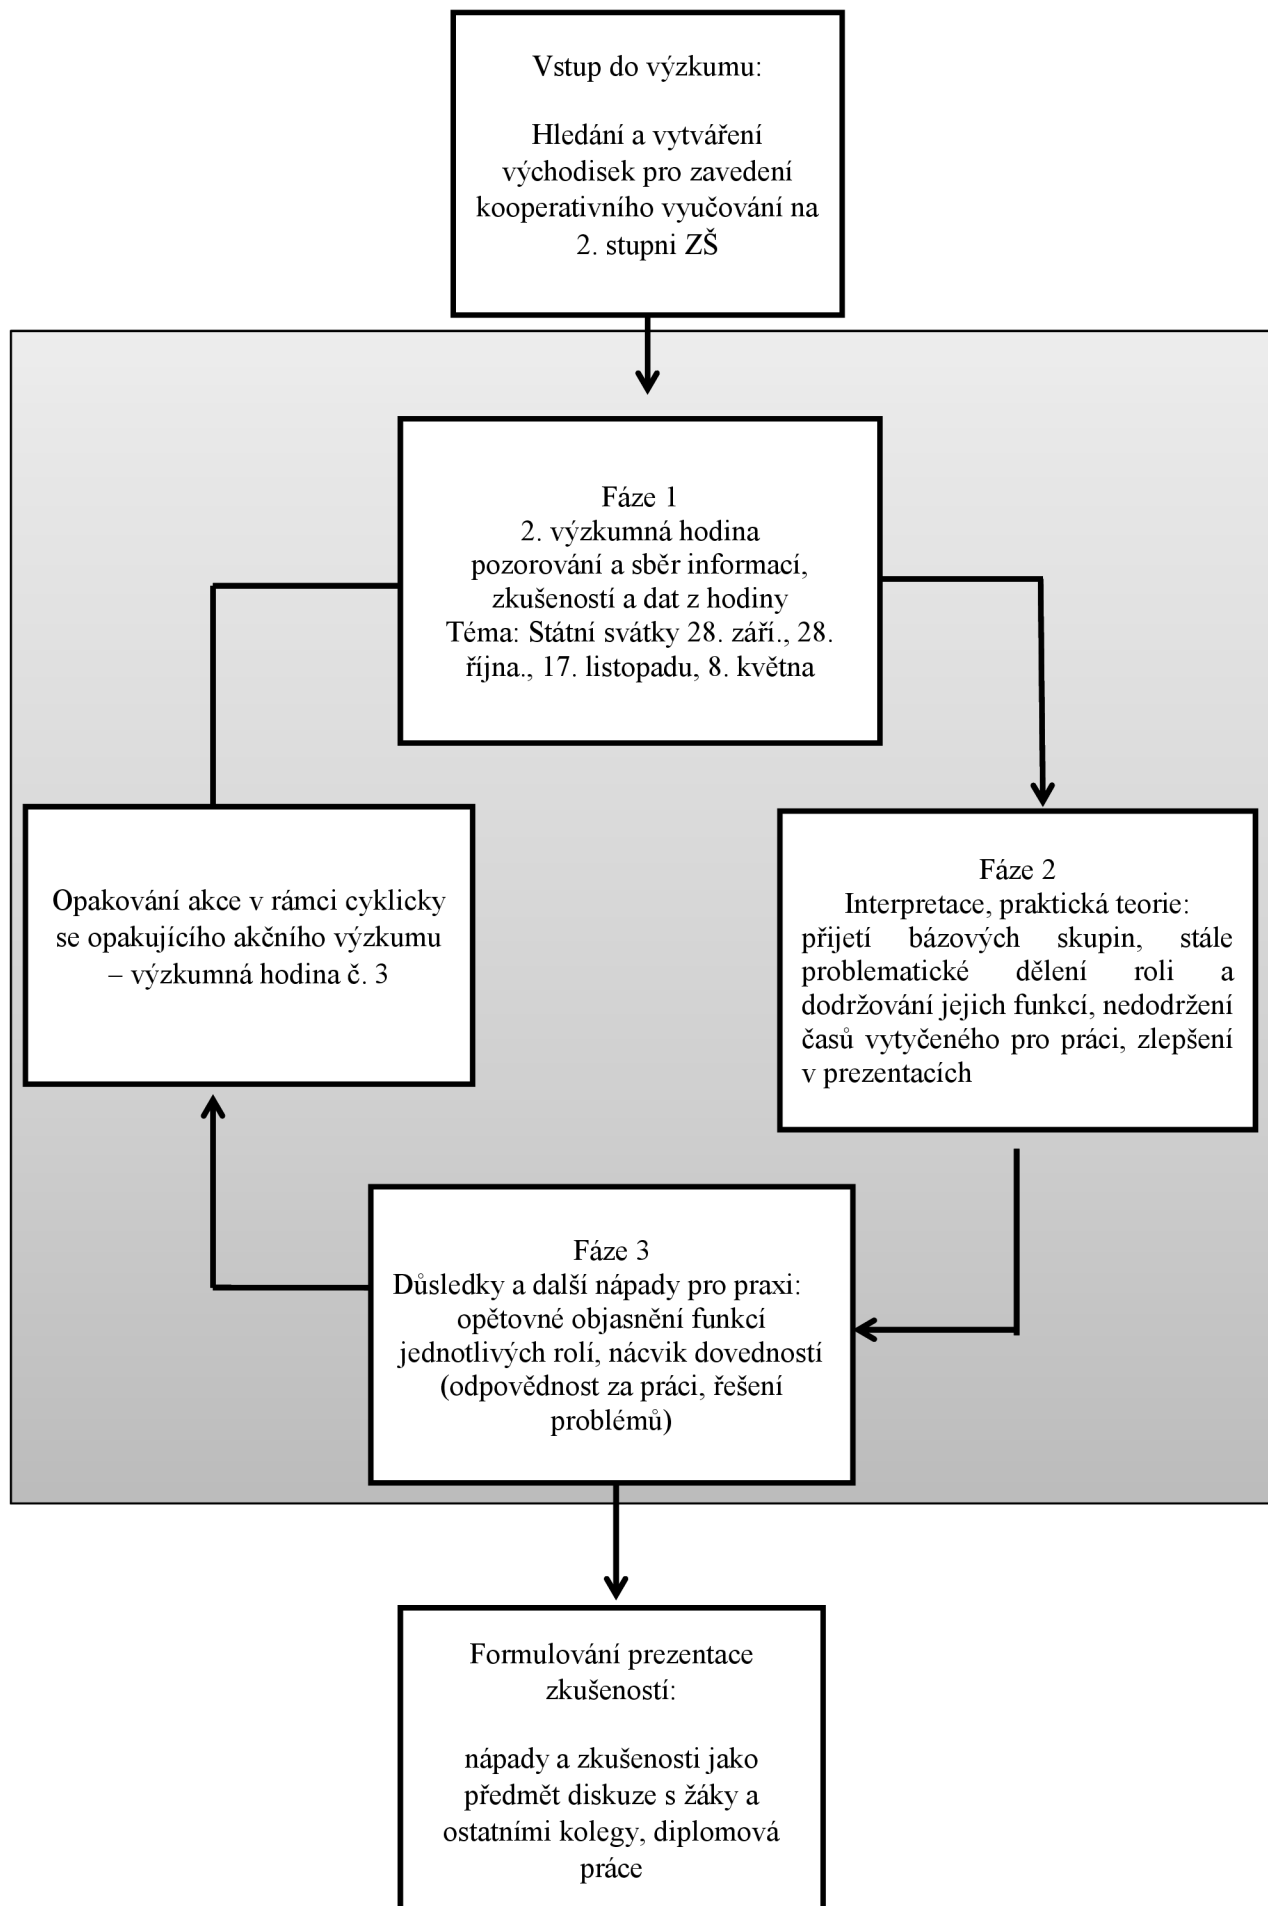 Vstup do výzkumu:
Hledání a vytváření
východisek pro zavedení
kooperativního vyučování na
2. stupni ZŠ
Fáze 1
2. výzkumná hodina
pozorování a sběr informací,
zkušeností a dat z hodiny
Téma: Státní svátky 28. září., 28.
října., 17. listopadu, 8. května
Opakování akce v rámci cyklicky
se opakujícího akčního výzkumu
– výzkumná hodina č. 3
Fáze 2
Interpretace, praktická teorie:
přijetí bázových skupin, stále
problematické dělení roli a
dodržování jejich funkcí, nedodržení
časů vytyčeného pro práci, zlepšení
v prezentacích
Fáze 3
Důsledky a další nápady pro praxi:
opětovné objasnění funkcí
jednotlivých rolí, nácvik dovedností
(odpovědnost za práci, řešení
problémů)
Formulování prezentace
zkušeností:
nápady a zkušenosti jako
předmět diskuze s žáky a
ostatními kolegy, diplomová
práce